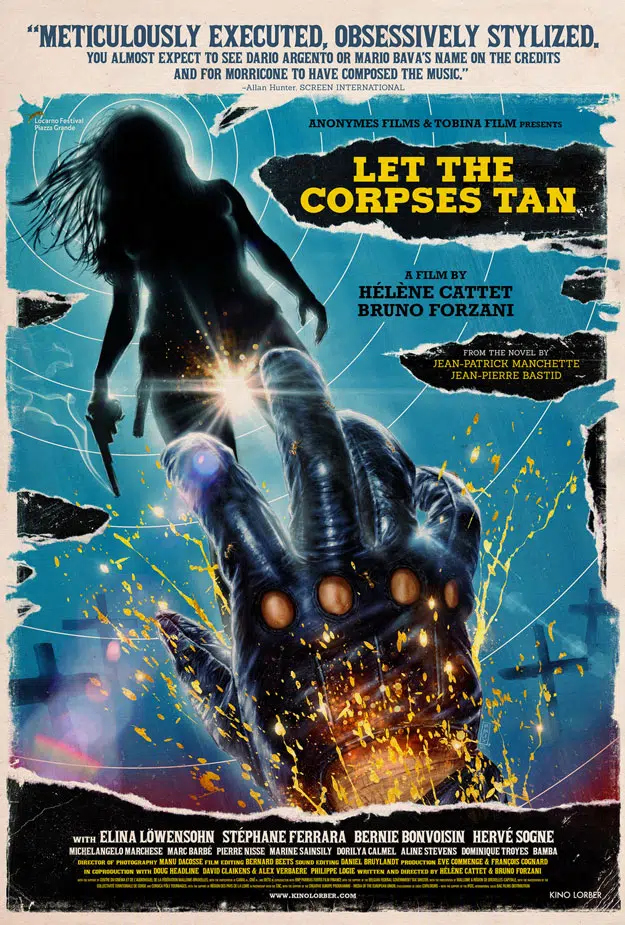 “METICULOUSLY EXECUTED, OBSESSIVELY STYLIZED.
YOU ALMOST EXPECT TO SEE DARIO ARGENTO OR MARIO BAVA'S NAME ON THE CREDITS
AND FOR MORRICONE TO HAVE COMPOSED THE MUSIC.”
–Allan Hunter, SCREEN INTERNATIONAL
Locarno Festival
Piazza Grande
ANONYMES FILMS & TOBINA FILM PRESENTS
LET THE
CORPSES TAN
A FILM BY
HÉLÈNE CATTET
BRUNO FORZANI
FROM THE NOVEL BY
JEAN-PATRICK MANCHETTE
JEAN-PIERRE BASTID
WITH ELINA LÖWENSOHN STÉPHANE FERRARA BERNIE BONVOISIN HERVÉ SOGNE
MICHELANGELO MARCHESE MARC BARBÉ PIERRE NISSE MARINE SAINSILY DORILYA CALMEL ALINE STEVENS DOMINIQUE TROYES BAMBA
DIRECTOR OF PHOTOGRAPHY MANU DACOSSE FILM EDITING BERNARD BEETS SOUND EDITING DANIEL BRUYLANDT PRODUCTION EVE COMMENGE & FRANÇOIS COGNARD
IN COPRODUCTION WITH DOUG HEADLINE DAVID CLAIKENS & ALEX VERBAERE PHILIPPE LOGIE WRITTEN AND DIRECTED BY HÉLÈNE CATTET & BRUNO FORZANI
WWW.KINOLORBER.COM
KINO LORBER